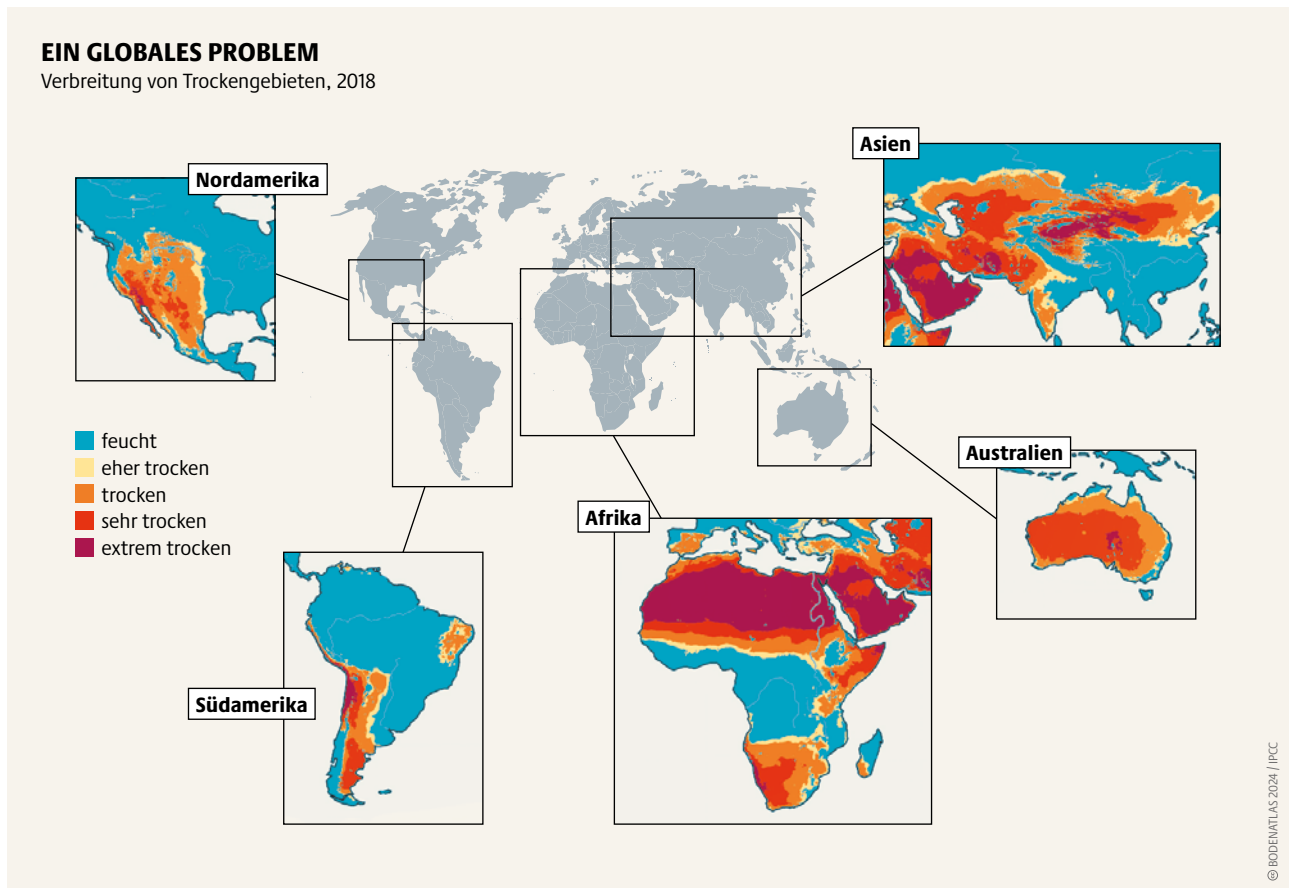 EIN GLOBALES PROBLEM
Verbreitung von Trockengebieten, 2018
Asien
Nordamerika
feucht
eher trocken
trocken
sehr trocken
extrem trocken
Australien
Afrika
Südamerika
© BODENATLAS 2024 / IPCC